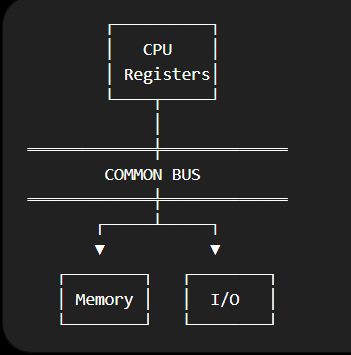 CPU
Registers
COMMON BUS
Memory
I/O